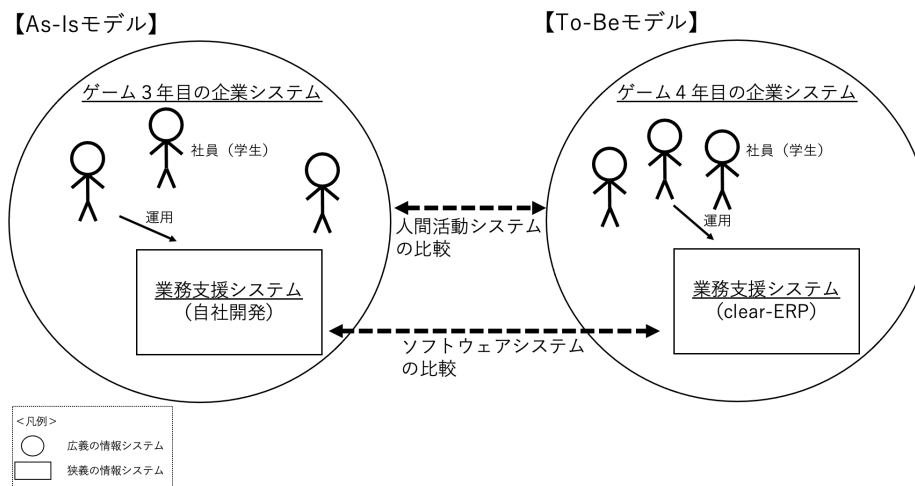 【As-Isモデル】
【To-Beモデル】
ゲーム3年目の企業システム
社員（学生）
運用
業務支援システム
（自社開発）
人間活動システム
の比較
ソフトウェアシステム
の比較
ゲーム4年目の企業システム
社員（学生）
運用
業務支援システム
（clear-ERP）
＜凡例＞
広義の情報システム
狭義の情報システム